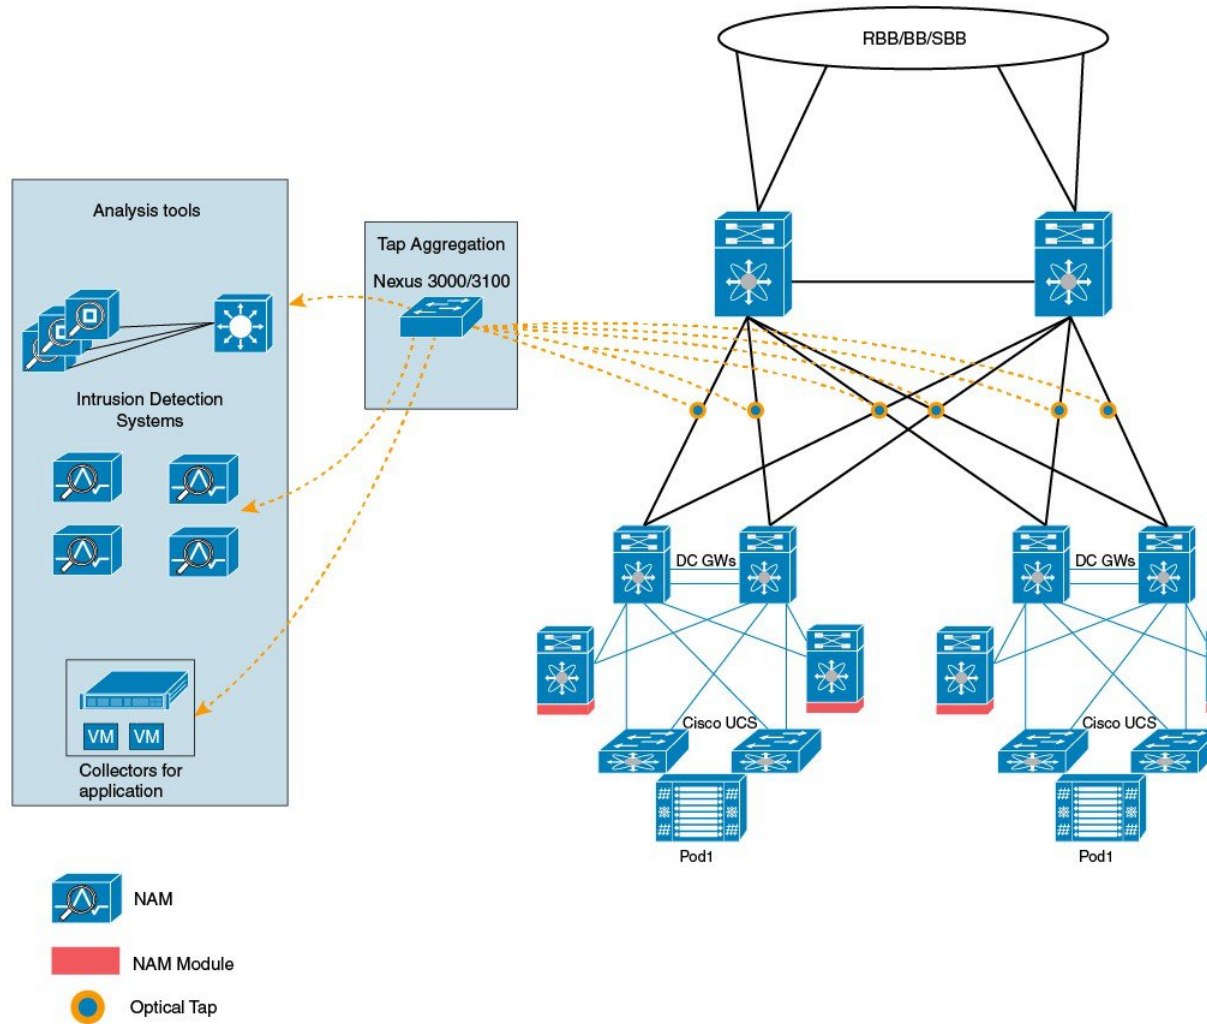 RBB/BB/SBB
Analysis tools
Tap Aggregation
Nexus 3000/3100
Intrusion Detection
Systems
DC GWs
DC GWs
Cisco UCS
Cisco UCS
VM VM
Collectors for
application
Pod1
Pod1
NAM
NAM Module
Optical Tap